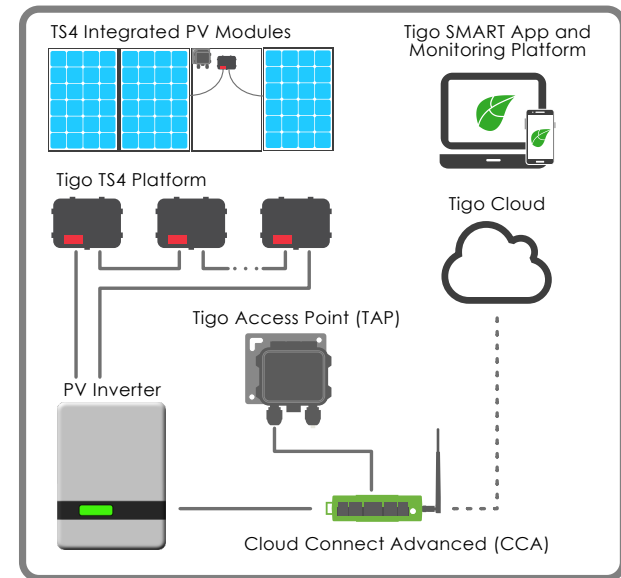 TS4 Integrated PV Modules
Tigo SMART App and
Monitoring Platform
Tigo TS4 Platform
Tigo Cloud
Tigo Access Point (TAP)
PV Inverter
Cloud Connect Advanced (CCA)